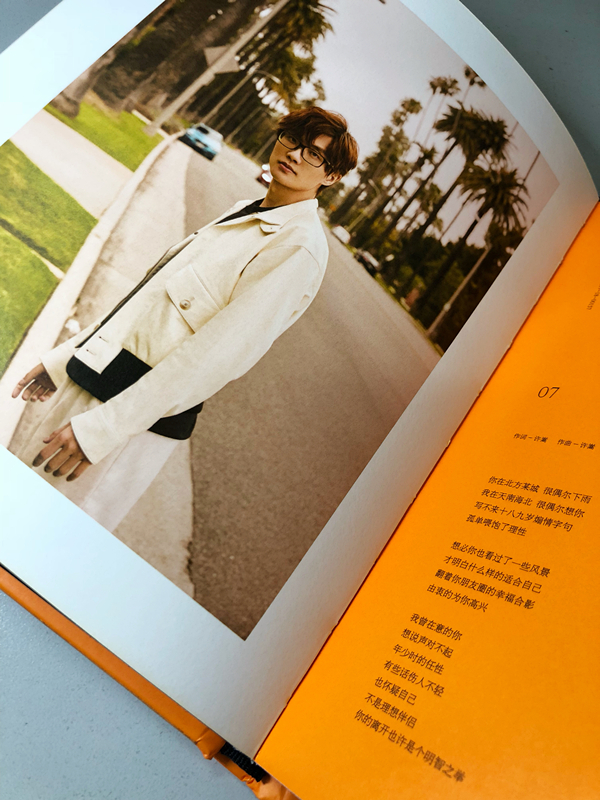 07
作词－许嵩 作曲－许嵩
你在北方某城 很偶尔下雨
我在天南海北 很偶尔想你
写不来十八九岁煽情字句
孤单喂饱了理性
想必你也看过了一些风景
才明白什么样的适合自己
翻着你朋友圈的幸福合影
由衷的为你高兴
我曾在意的你
想说声对不起
年少时的任性
有些话伤人不轻
也怀疑自己
不是理想伴侣
你的离开也许是个明智之举